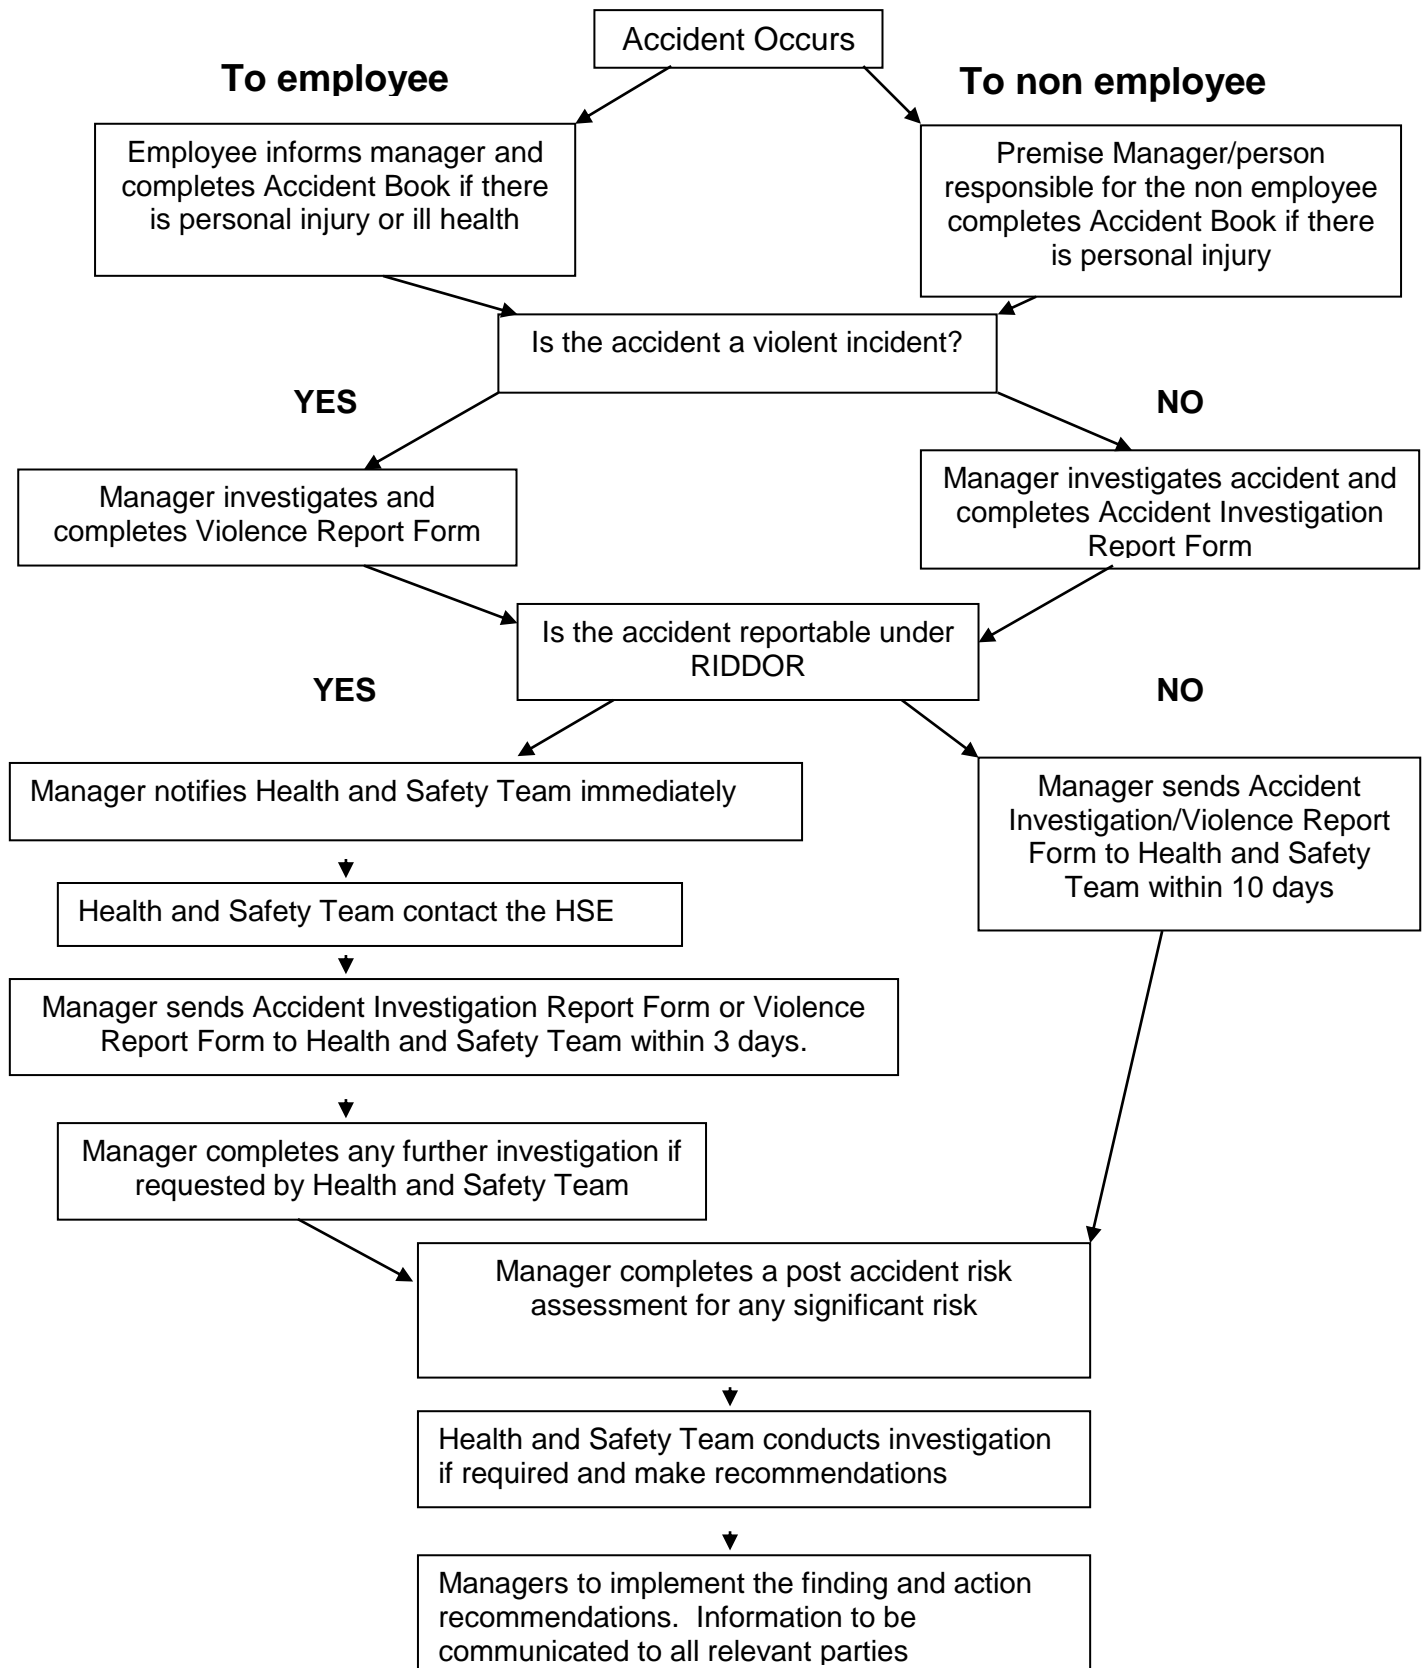 Accident Occurs
To employee
To non employee
Employee informs manager and
completes Accident Book if there
is personal injury or ill health
Premise Manager/person
responsible for the non employee
completes Accident Book if there
is personal injury
Is the accident a violent incident?
YES
NO
Manager investigates and
completes Violence Report Form
Manager investigates accident and
completes Accident Investigation
Report Form
Is the accident reportable under
RIDDOR
YES
NO
Manager notifies Health and Safety Team immediately
Manager sends Accident
Investigation/Violence Report
Form to Health and Safety
Team within 10 days
Health and Safety Team contact the HSE
Manager sends Accident Investigation Report Form or Violence
Report Form to Health and Safety Team within 3 days.
Manager completes any further investigation if
requested by Health and Safety Team
Manager completes a post accident risk
assessment for any significant risk
Health and Safety Team conducts investigation
if required and make recommendations
Managers to implement the finding and action
recommendations.  Information to be
communicated to all relevant parties